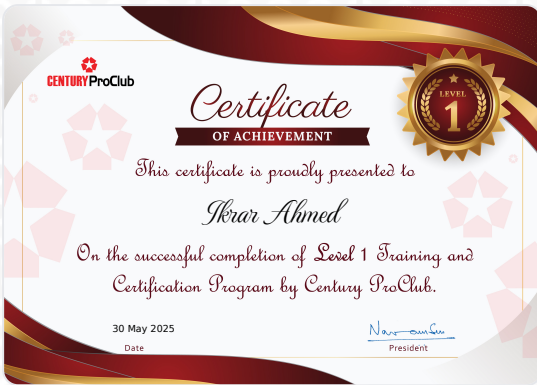 CENTURY ProClub
Certificate
OF ACHIEVEMENT
LEVEL
1
This certificate is proudly presented to
Ikrar Ahmed
On the successful completion of Level 1 Training and
Certification Program by Century ProClub.
30 May 2025
Date
President